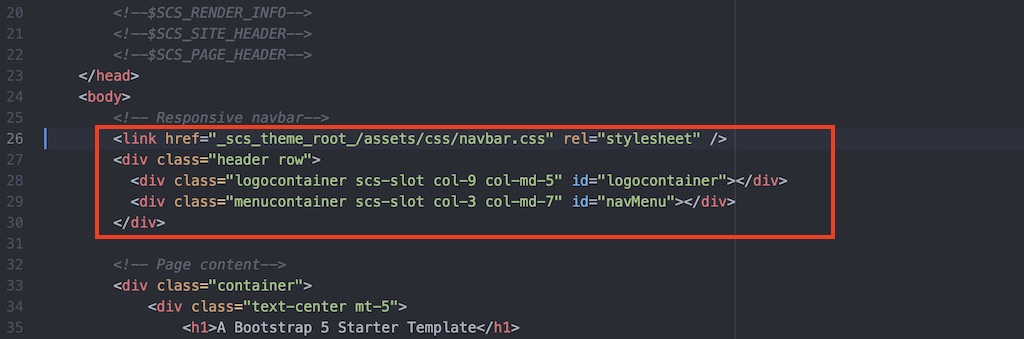 20 <!--$SCS_RENDER_INFO-->
21 <!--$SCS_SITE_HEADER-->
22 <!--$SCS_PAGE_HEADER-->
23 </head>
24 <body>
25 <!-- Responsive navbar-->
26 <link href="_scs_theme_root_/assets/css/navbar.css" rel="stylesheet" />
27 <div class="header row">
28 <div class="logocontainer scs-slot col-9 col-md-5" id="logocontainer"></div>
29 <div class="menucontainer scs-slot col-3 col-md-7" id="navMenu"></div>
30 </div>
31
32 <!-- Page content-->
33 <div class="container">
34 <div class="text-center mt-5">
35 <h1>A Bootstrap 5 Starter Template</h1>